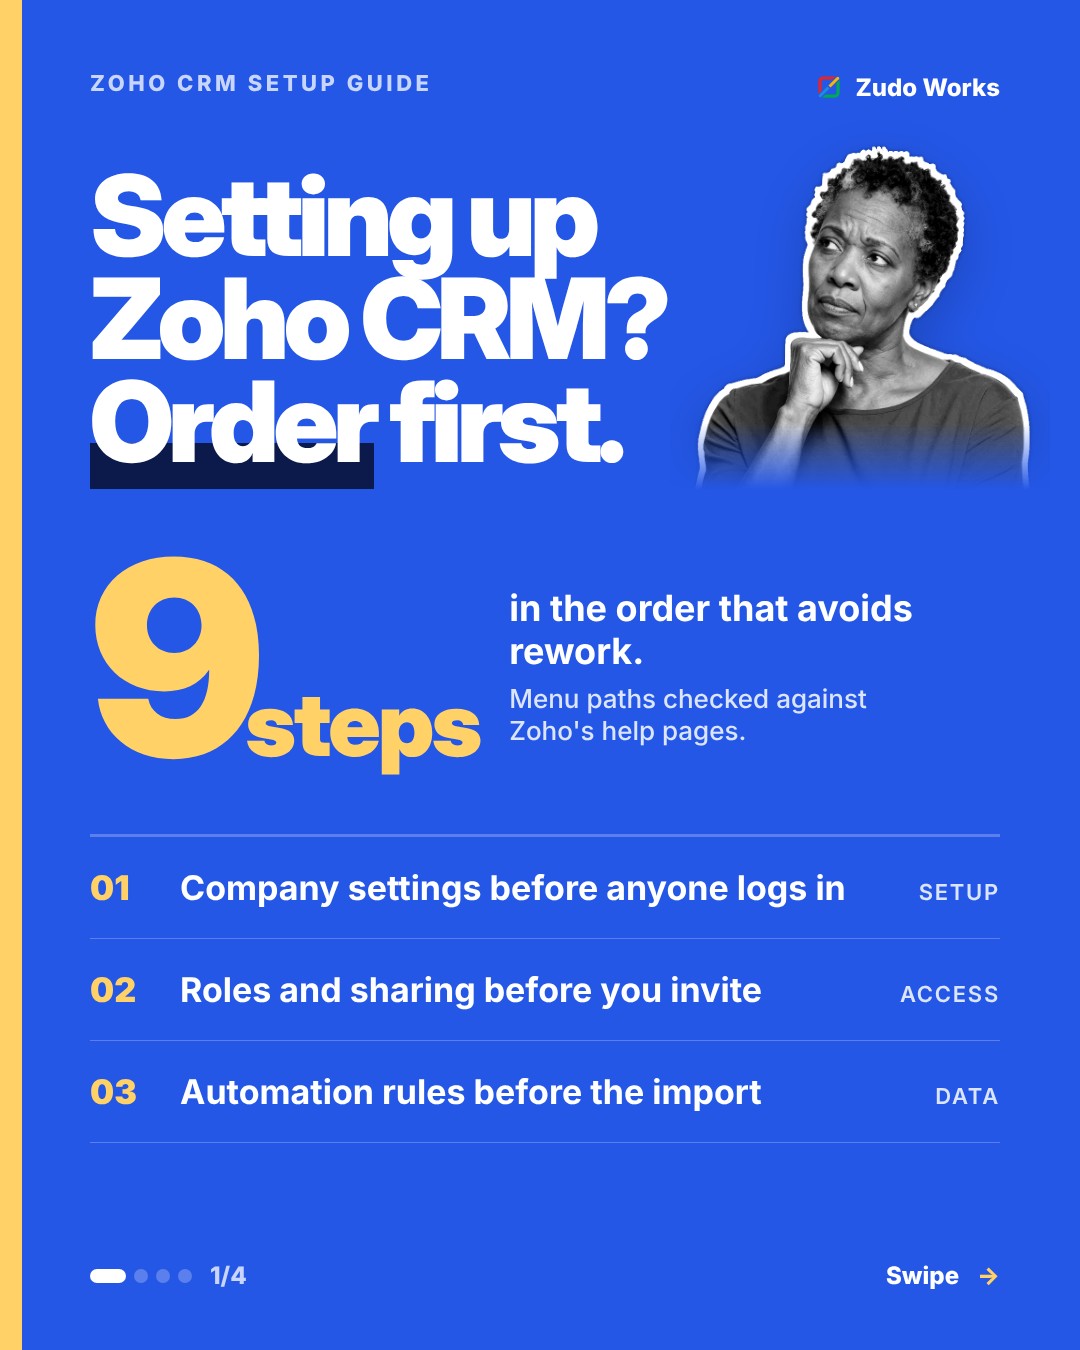 ZOHO CRM SETUP GUIDE
Zudo Works
Setting up
Zoho CRM?
Order first.
9 steps
in the order that avoids
rework.
Menu paths checked against
Zoho's help pages.
01 Company settings before anyone logs in SETUP
02 Roles and sharing before you invite ACCESS
03 Automation rules before the import DATA
1/4
Swipe →